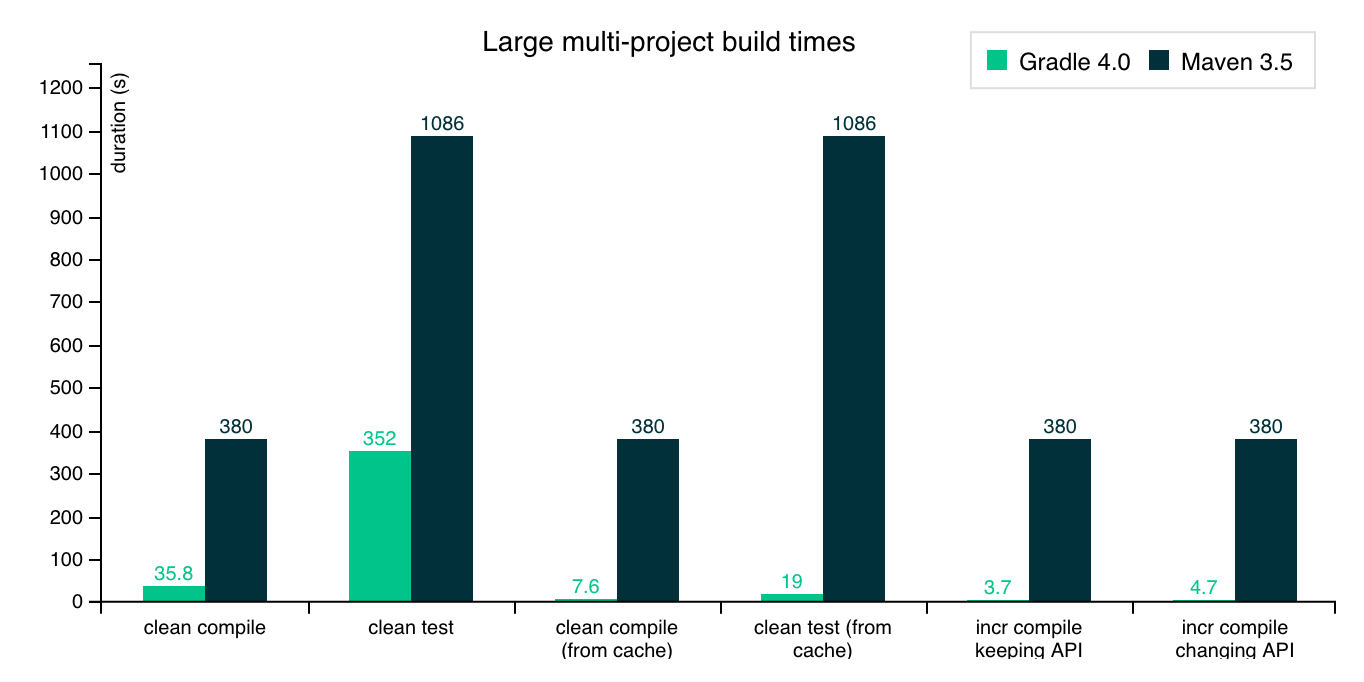 Large multi-project build times
Gradle 4.0 Maven 3.5
duration (s)
1200
1100
1000
900
800
700
600
500
400
300
200
100
0
35.8 380
352 1086
7.6 380
19 1086
3.7 380
4.7 380
clean compile
clean test
clean compile
(from cache)
clean test (from
cache)
incr compile
keeping API
incr compile
changing API